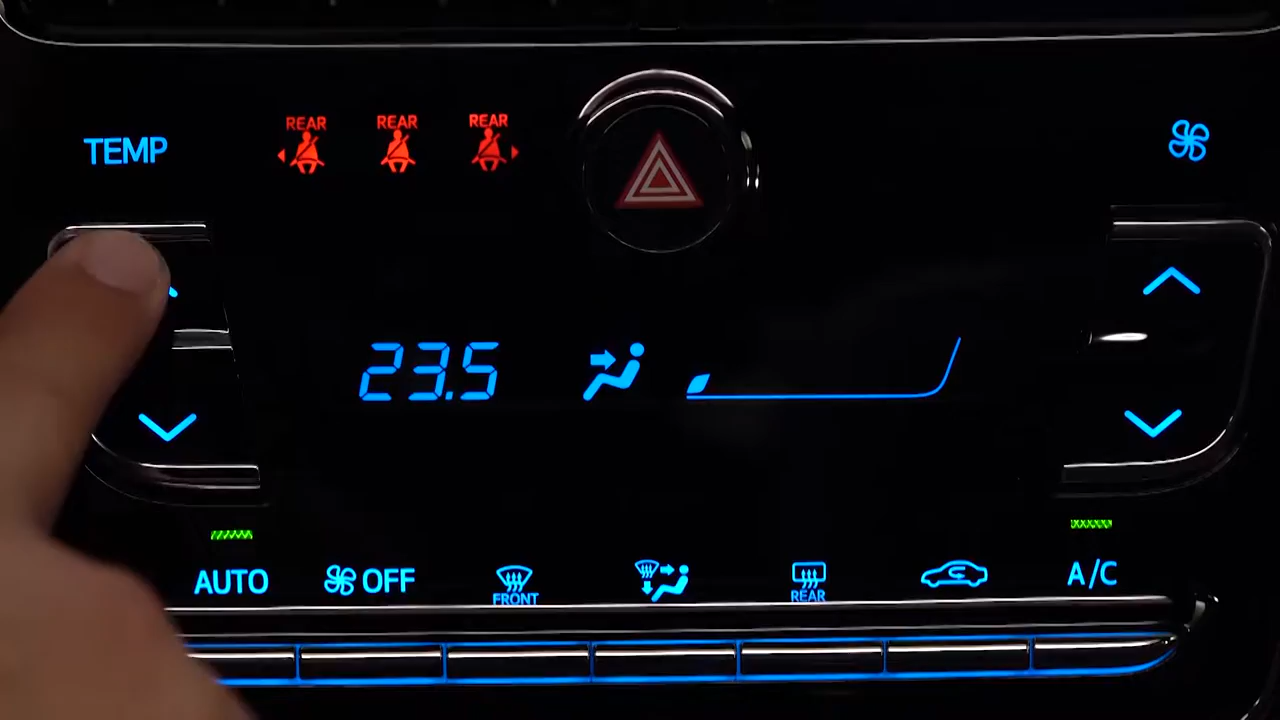 REAR REAR REAR
TEMP
23.5
AUTO OFF FRONT REAR A/C